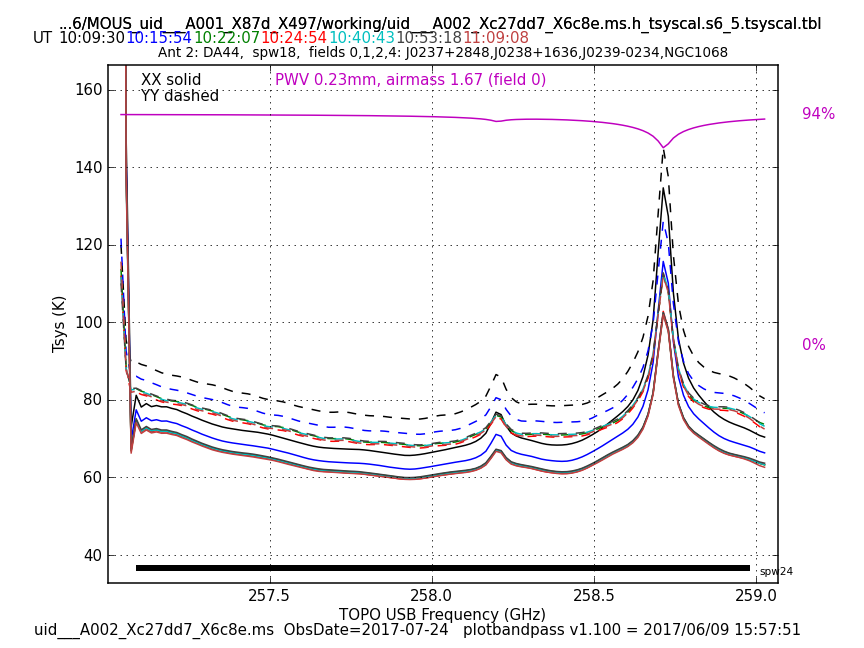 ...6/MOUS_uid___A001_X87d_X497/working/uid___A002_Xc27dd7_X6c8e.ms.h_tsyscal.s6_5.tsyscal.tbl
UT 10:09:30 10:15:54 10:22:07 10:24:54 10:40:43 10:53:18 11:09:08
Ant 2: DA44, spw18, fields 0,1,2,4: J0237+2848,J0238+1636,J0239-0234,NGC1068
XX solid
YY dashed
PWV 0.23mm, airmass 1.67 (field 0)
94%
0%
160
140
120
100
80
60
40
Tsys (K)
spw24
257.5 258.0 258.5 259.0
TOPO USB Frequency (GHz)
uid___A002_Xc27dd7_X6c8e.ms ObsDate=2017-07-24 plotbandpass v1.100 = 2017/06/09 15:57:51